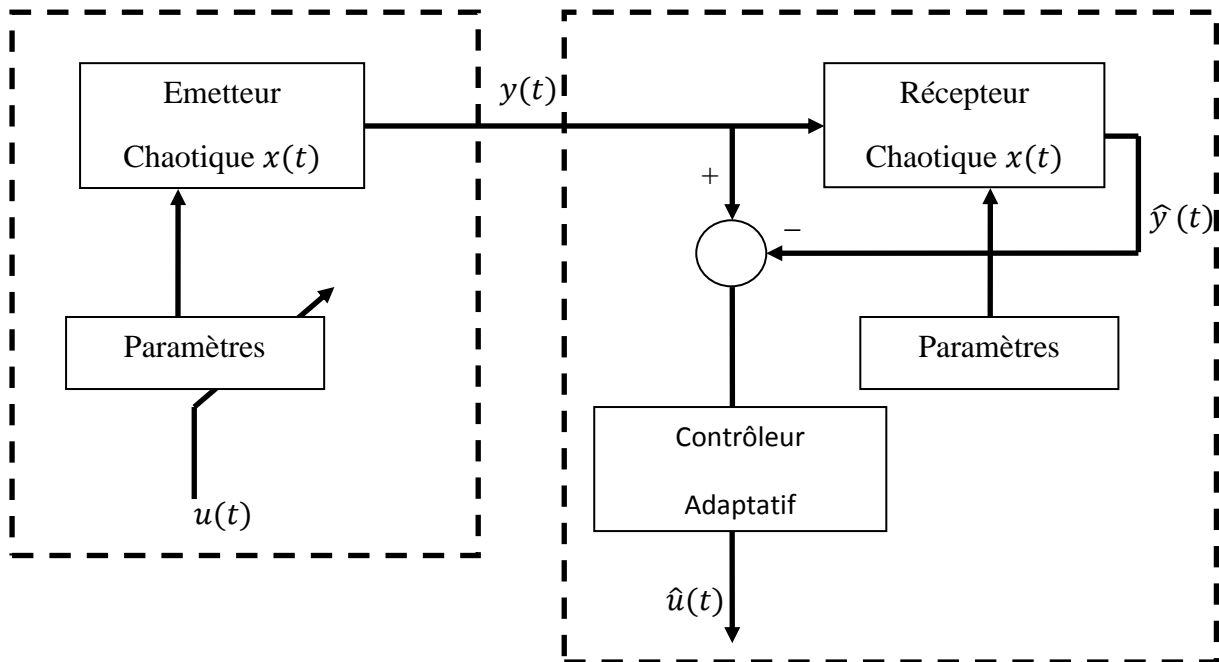 Emetteur
Chaotique x(t)
y(t)
Récepteur
Chaotique x(t)
+
−
ŷ (t)
Paramètres
Paramètres
u(t)
Contrôleur
Adaptatif
û(t)